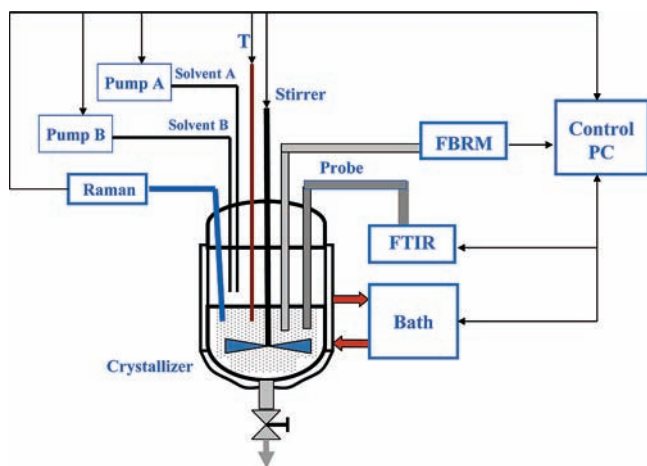 T
Pump A
Solvent A
Stirrer
Pump B
Solvent B
FBRM
Control
PC
Probe
Raman
FTIR
Bath
Crystallizer